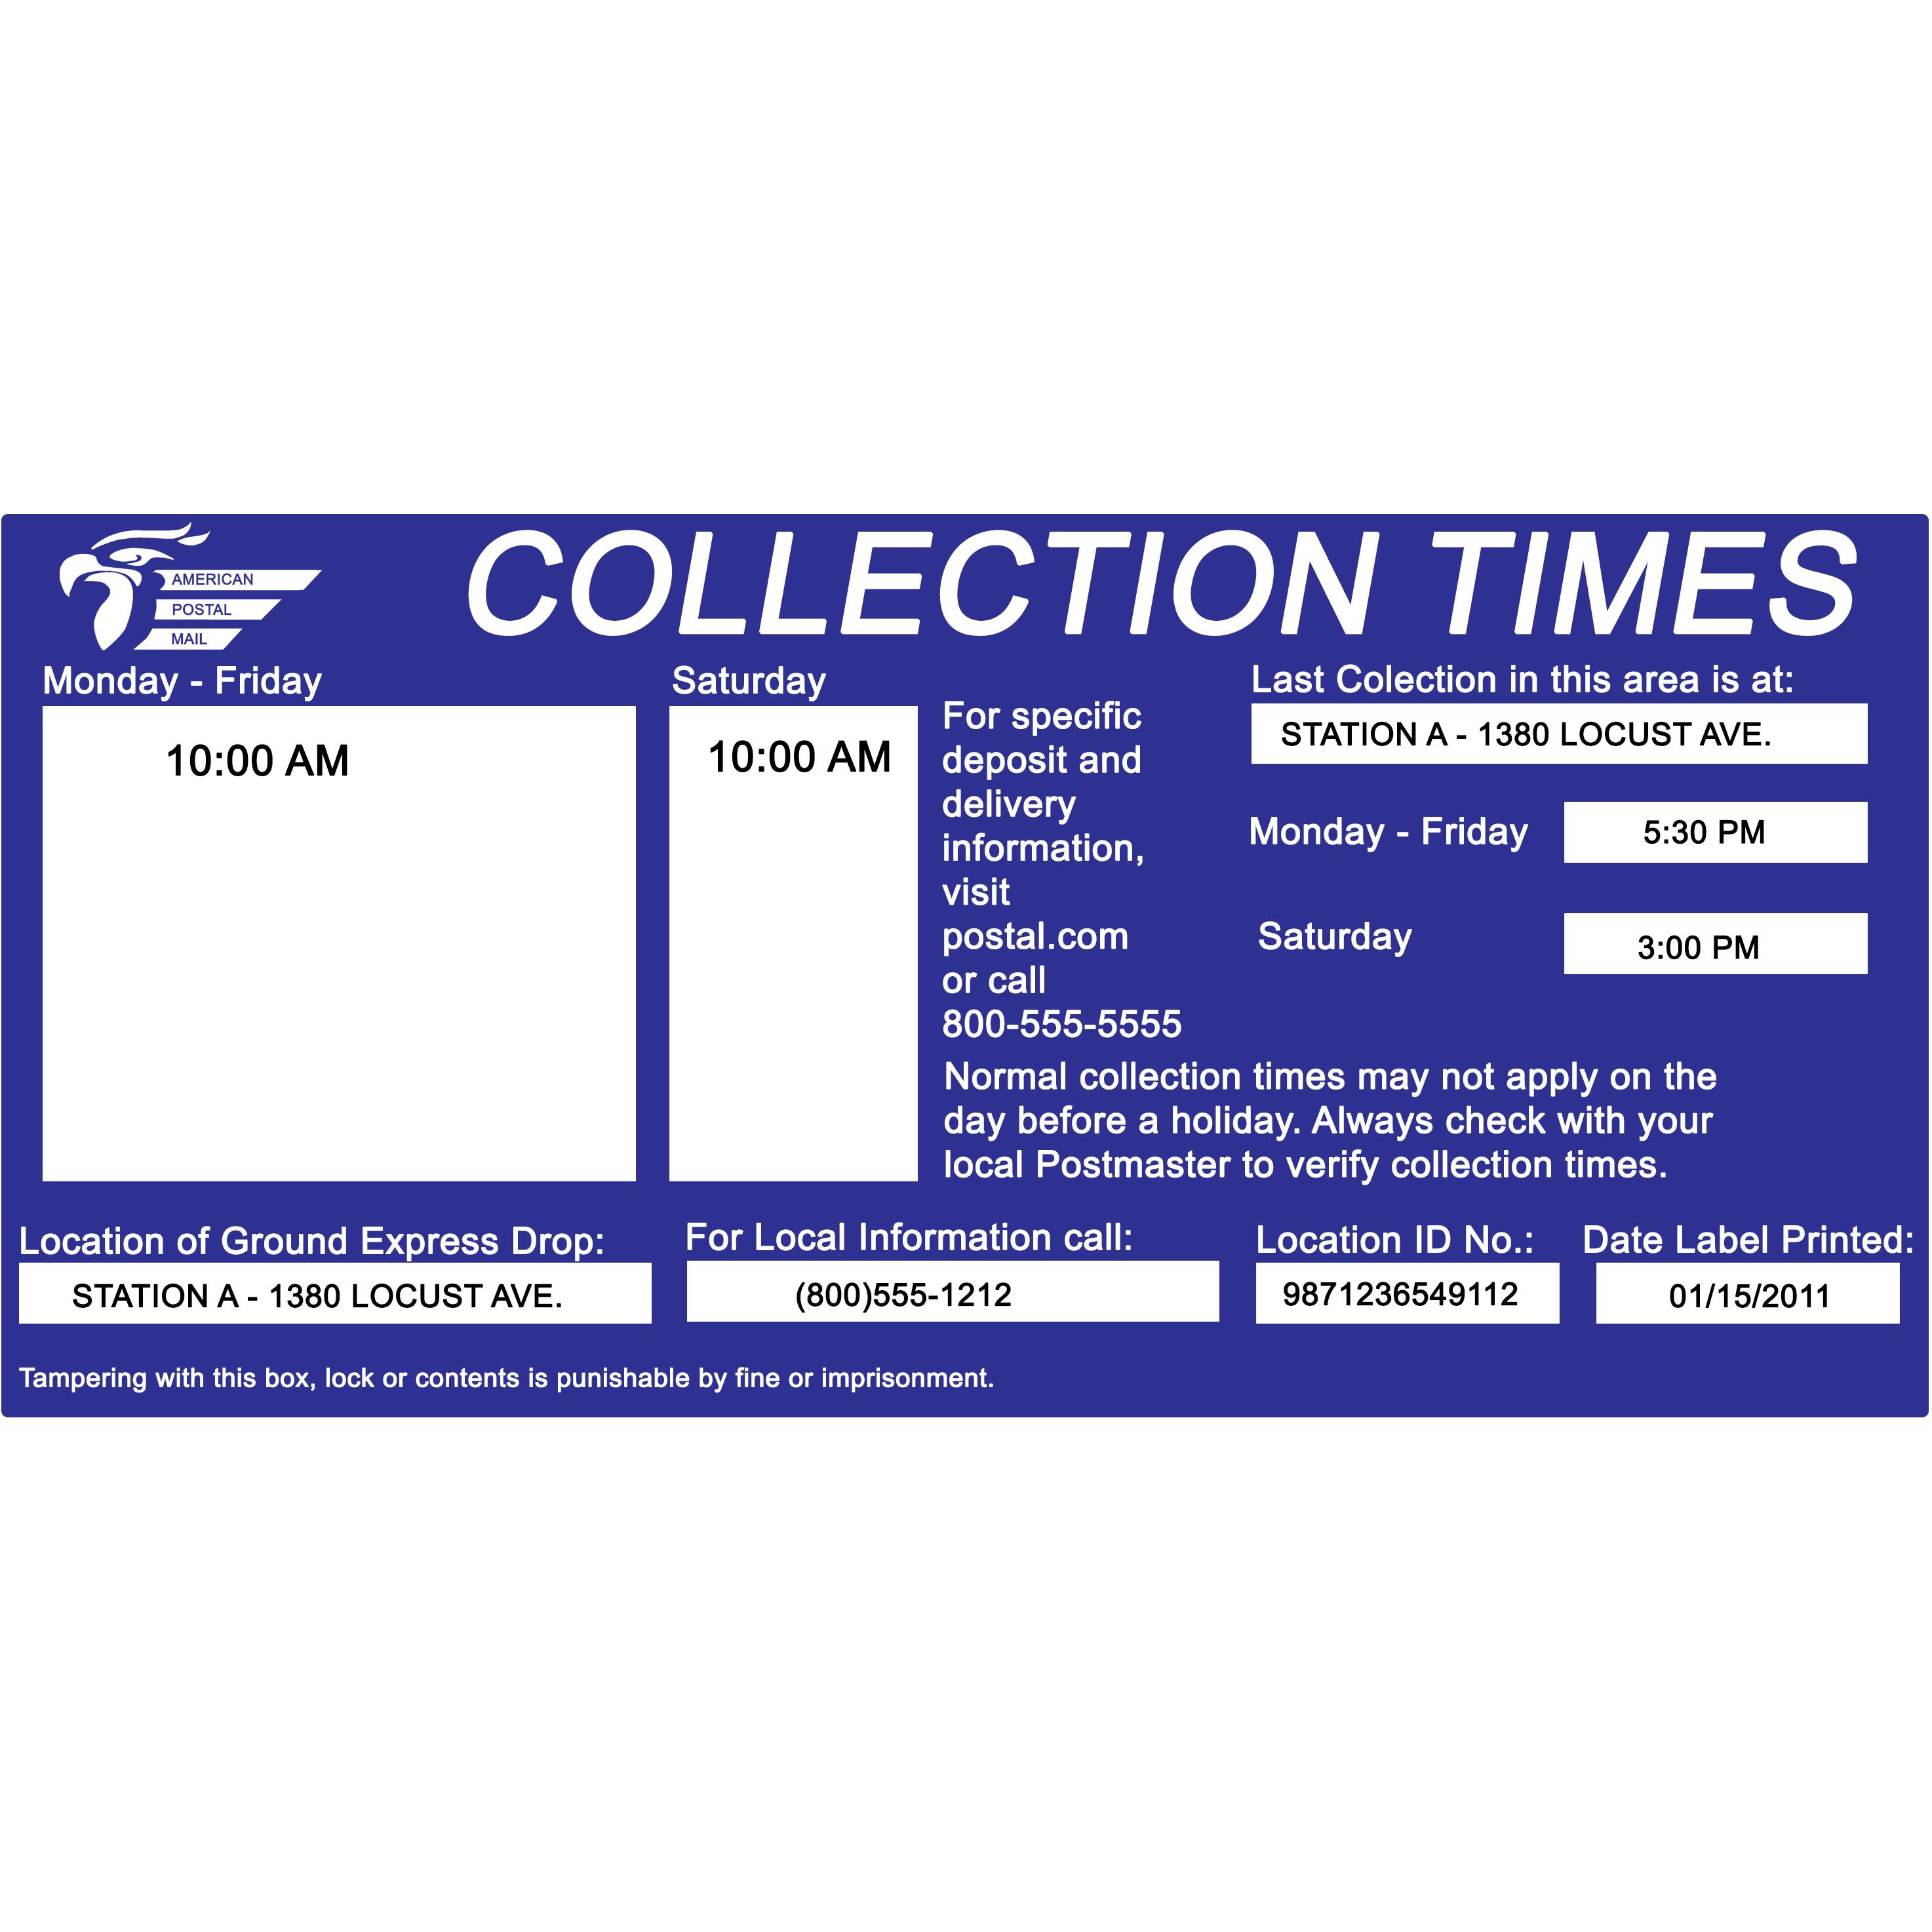 AMERICAN
POSTAL
MAIL
COLLECTION TIMES
Monday - Friday
10:00 AM
Saturday
10:00 AM
For specific
deposit and
delivery
information,
visit
postal.com
or call
800-555-5555
Last Colection in this area is at:
STATION A - 1380 LOCUST AVE.
Monday - Friday
5:30 PM
Saturday
3:00 PM
Normal collection times may not apply on the
day before a holiday. Always check with your
local Postmaster to verify collection times.
Location of Ground Express Drop:
STATION A - 1380 LOCUST AVE.
For Local Information call:
(800)555-1212
Location ID No.:
9871236549112
Date Label Printed:
01/15/2011
Tampering with this box, lock or contents is punishable by fine or imprisonment.